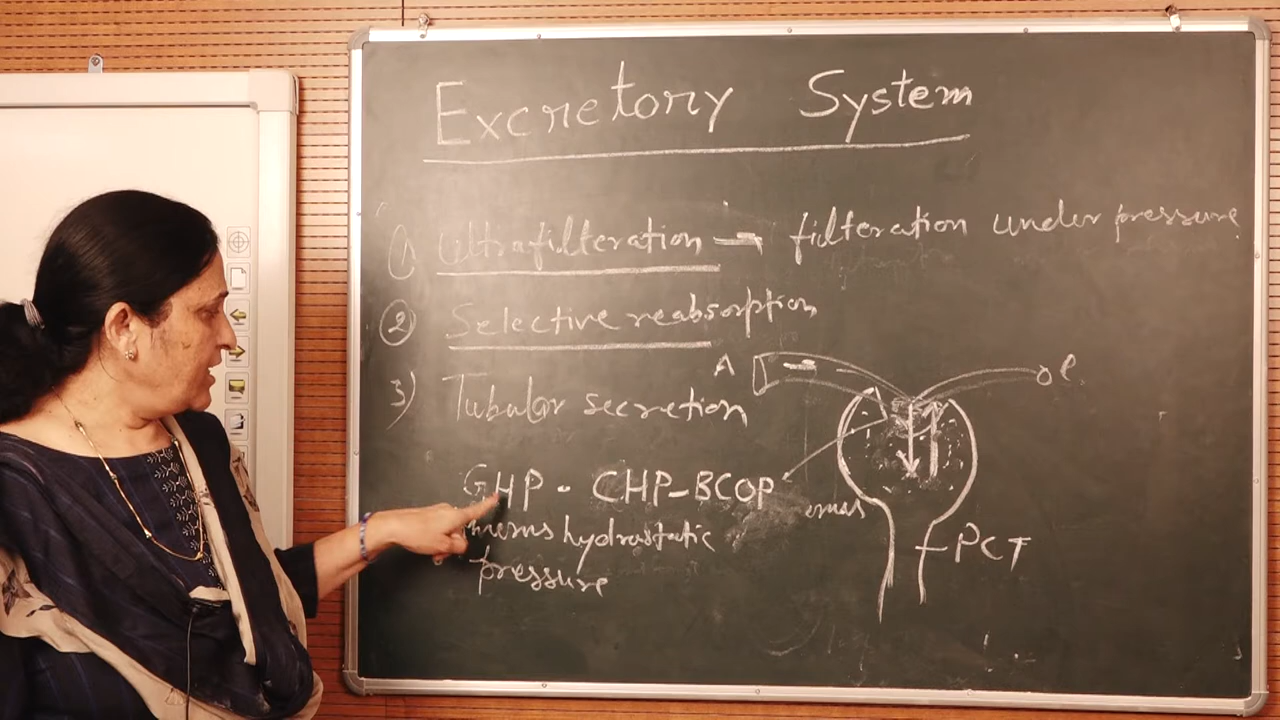 Excretory System
1) Ultrafilteration → filteration under pressure
2) Selective reabsorption
3) Tubular secretion
A
e
GHP - CHP-BCOP
hydrostatic
pressure
PCT